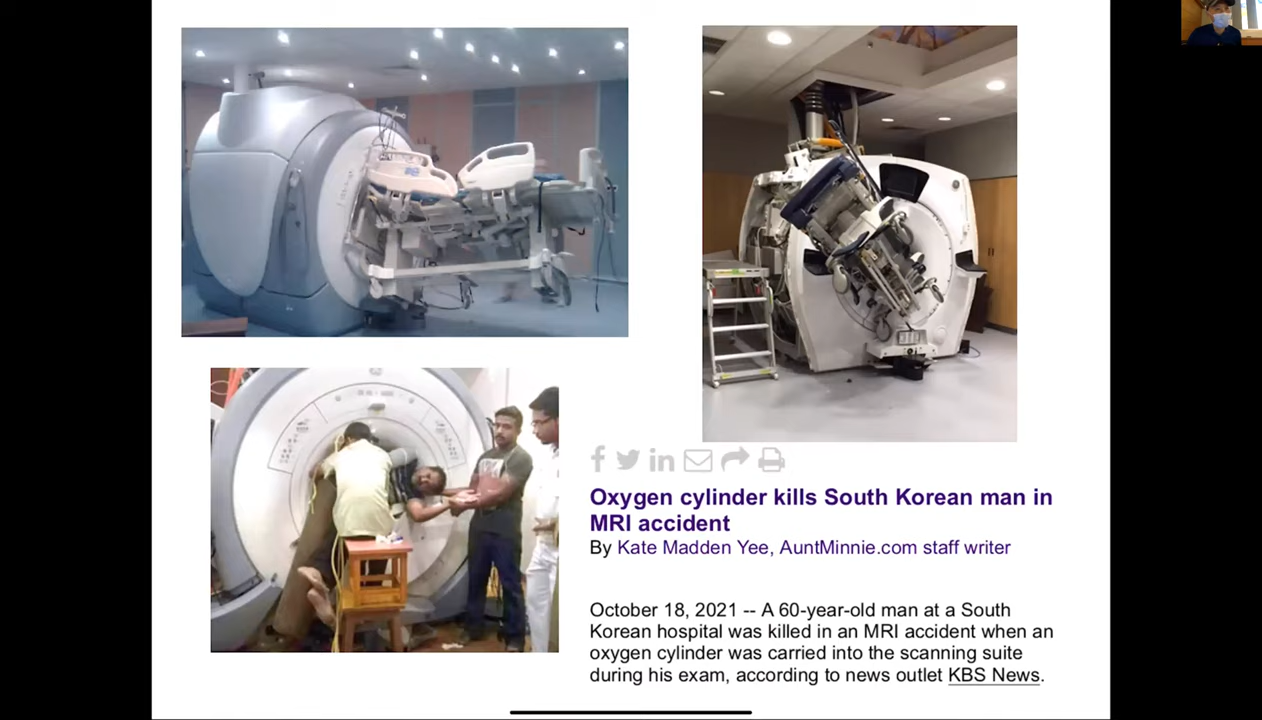 Oxygen cylinder kills South Korean man in
MRI accident
By Kate Madden Yee, AuntMinnie.com staff writer
October 18, 2021 -- A 60-year-old man at a South
Korean hospital was killed in an MRI accident when an
oxygen cylinder was carried into the scanning suite
during his exam, according to news outlet KBS News.